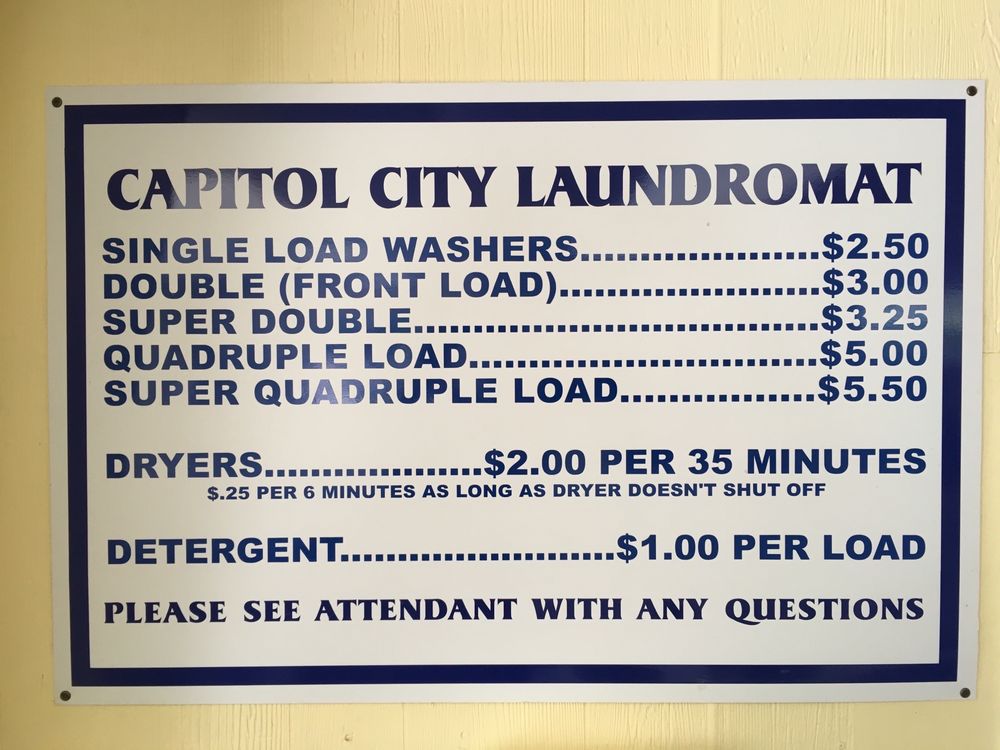 CAPITOL CITY LAUNDROMAT
SINGLE LOAD WASHERS....................$2.50
DOUBLE (FRONT LOAD)......................$3.00
SUPER DOUBLE..................................$3.25
QUADRUPLE LOAD.............................$5.00
SUPER QUADRUPLE LOAD................$5.50
DRYERS...................$2.00 PER 35 MINUTES
$.25 PER 6 MINUTES AS LONG AS DRYER DOESN'T SHUT OFF
DETERGENT........................$1.00 PER LOAD
PLEASE SEE ATTENDANT WITH ANY QUESTIONS